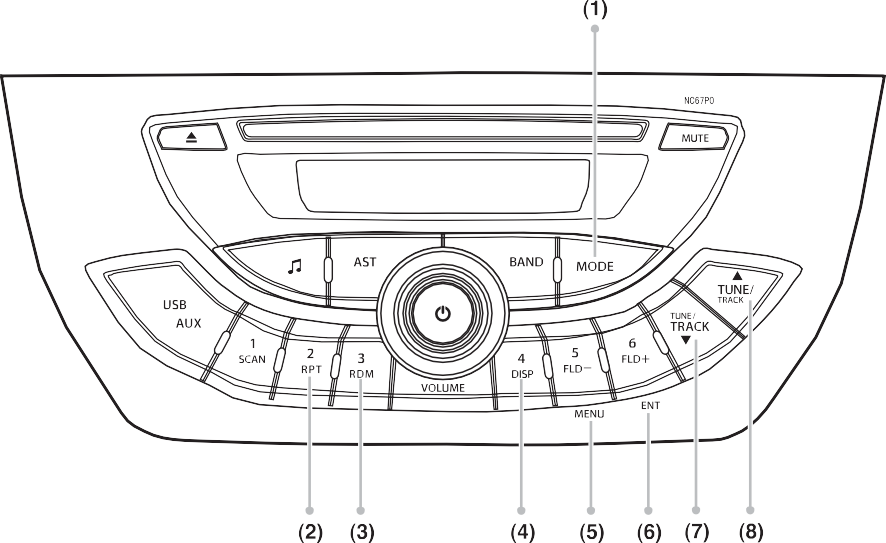 (1)
NC67P0
MUTE
AST
BAND
MODE
USB
AUX
TUNE/
TRACK
TUNE/
TRACK
1
SCAN
2
RPT
3
RDM
VOLUME
4
DISP
5
FLD−
6
FLD+
MENU
ENT
(2)
(3)
(4)
(5)
(6)
(7)
(8)